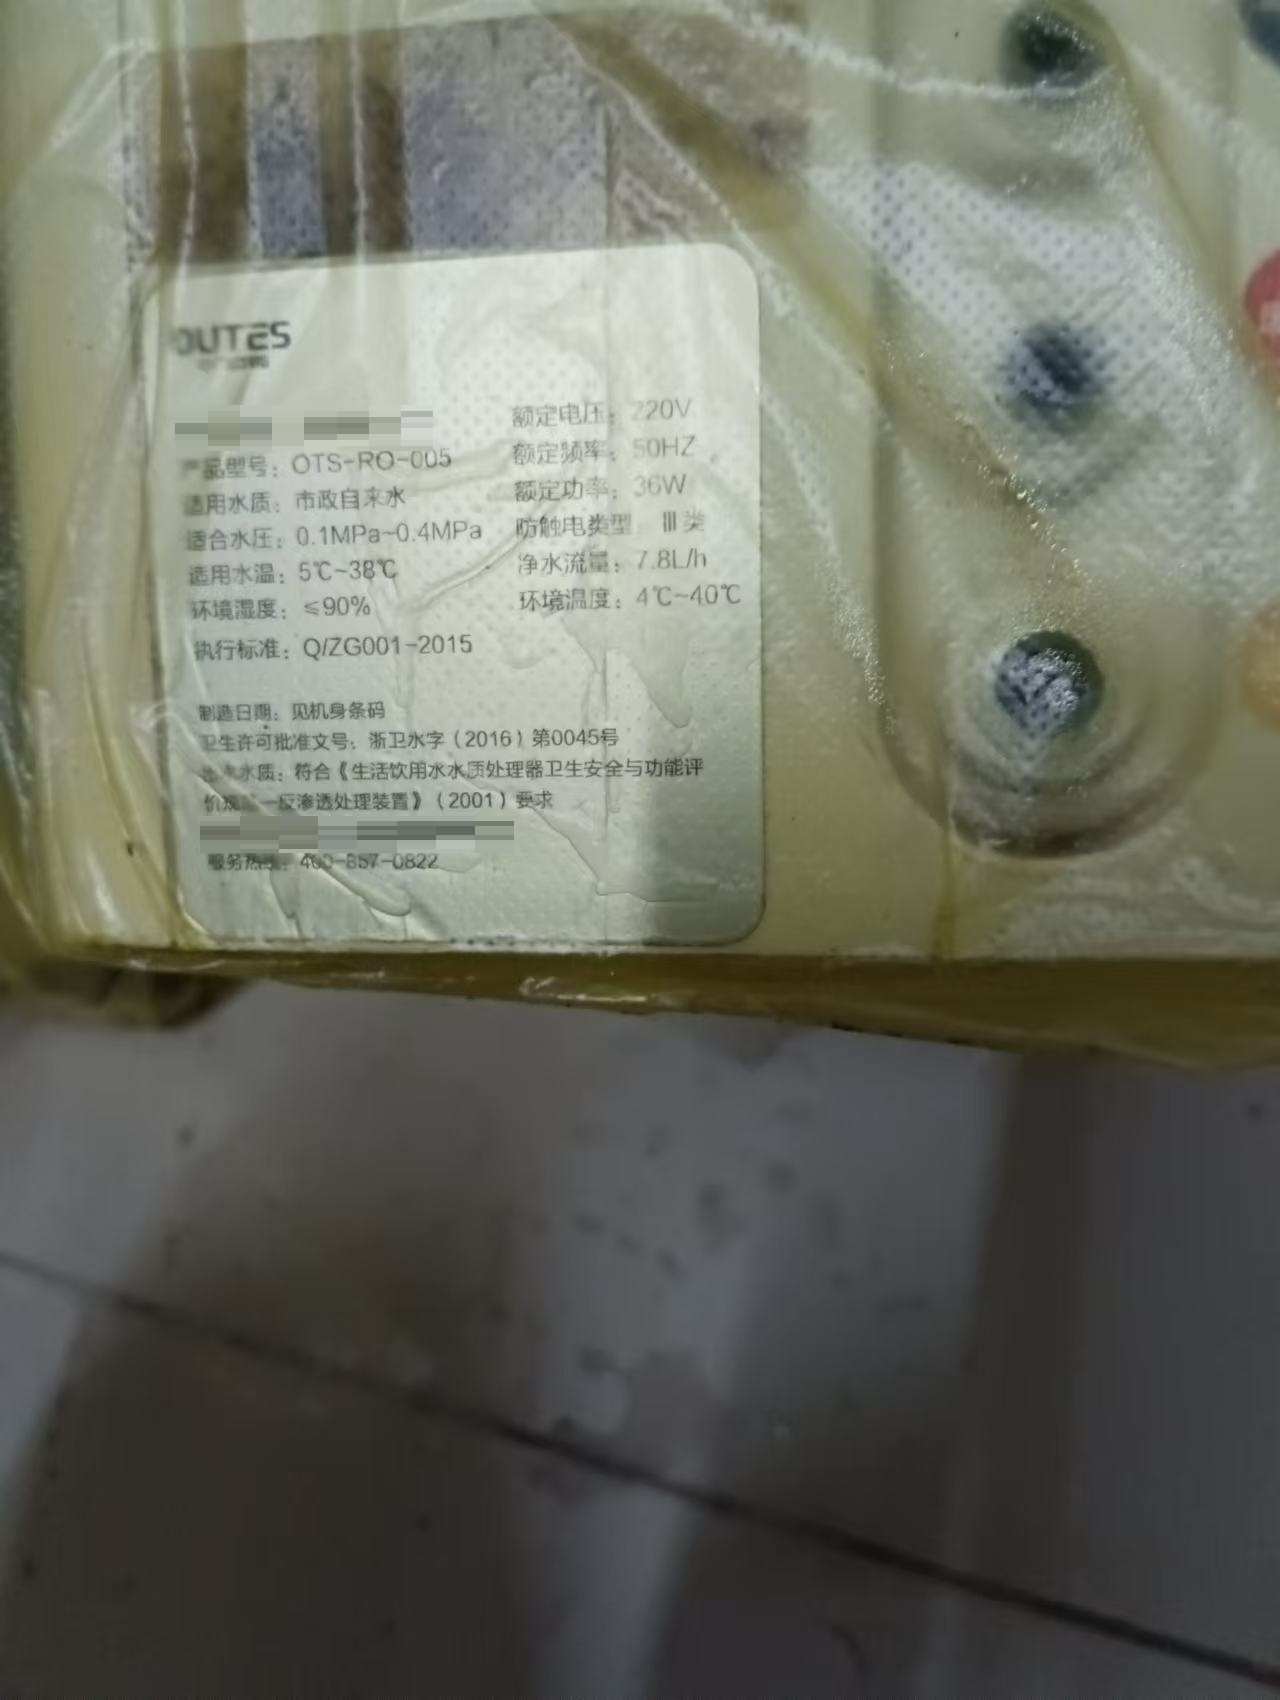 OUTES
产品型号：OTS-RO-005
适用水质：市政自来水
适合水压：0.1MPa~0.4MPa
适用水温：5℃~38℃
环境湿度：≤90%
执行标准：Q/ZG001-2015
额定电压：220V
额定频率：50HZ
额定功率：36W
防触电类型 Ⅲ类
净水流量：7.8L/h
环境温度：4℃~40℃
制造日期：见机身条码
卫生许可批准文号：浙卫水字（2016）第0045号
水质：符合《生活饮用水水质处理器卫生安全与功能评
价规范—反渗透处理装置》（2001）要求
服务热线：400-857-0822